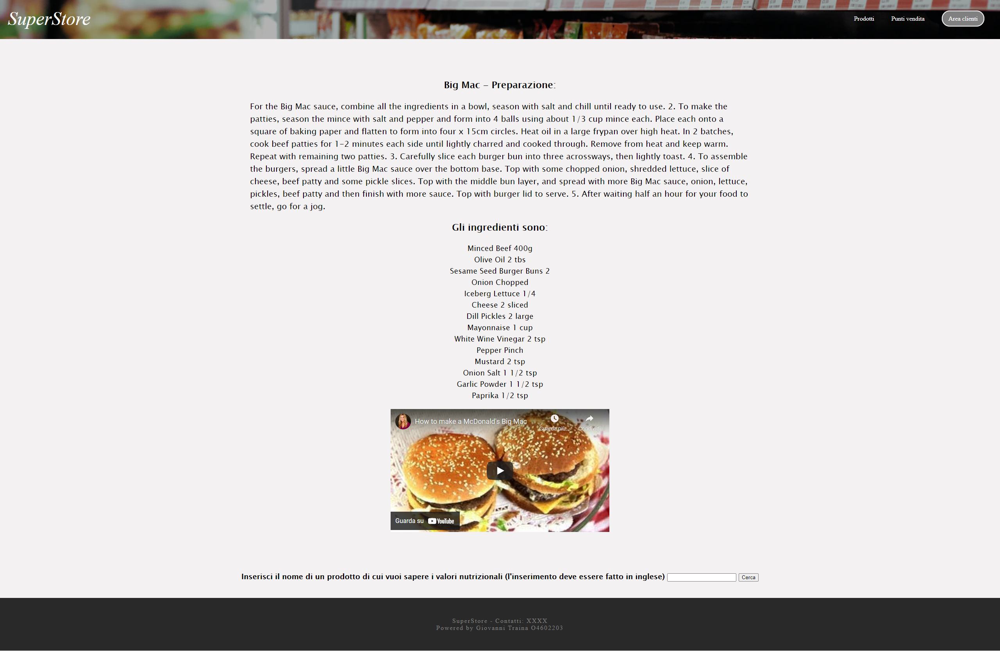 SuperStore
Prodotti
Punti vendita
Area clienti
Big Mac - Preparazione:
For the Big Mac sauce, combine all the ingredients in a bowl, season with salt and chill until ready to use. 2. To make the
patties, season the mince with salt and pepper and form into 4 balls using about 1/3 cup mince each. Place each onto a
square of baking paper and flatten to form into four x 15cm circles. Heat oil in a large frypan over high heat. In 2 batches,
cook beef patties for 1-2 minutes each side until lightly charred and cooked through. Remove from heat and keep warm.
Repeat with remaining two patties. 3. Carefully slice each burger bun into three acrossways, then lightly toast. 4. To assemble
the burgers, spread a little Big Mac sauce over the bottom base. Top with some chopped onion, shredded lettuce, slice of
cheese, beef patty and some pickle slices. Top with the middle bun layer, and spread with more Big Mac sauce, onion, lettuce,
pickles, beef patty and then finish with more sauce. Top with burger lid to serve. 5. After waiting half an hour for your food to
settle, go for a jog.
Gli ingredienti sono:
Minced Beef 400g
Olive Oil 2 tbs
Sesame Seed Burger Buns 2
Onion Chopped
Iceberg Lettuce 1/4
Cheese 2 sliced
Dill Pickles 2 large
Mayonnaise 1 cup
White Wine Vinegar 2 tsp
Pepper Pinch
Mustard 2 tsp
Onion Salt 1 1/2 tsp
Garlic Powder 1 1/2 tsp
Paprika 1/2 tsp
How to make a McDonald's Big Mac
Guarda più...
Condividi
Guarda su YouTube
Inserisci il nome di un prodotto di cui vuoi sapere i valori nutrizionali (l'inserimento deve essere fatto in inglese)
Cerca
SuperStore - Contatti: XXXX
Powered by Giovanni Traina O4602203